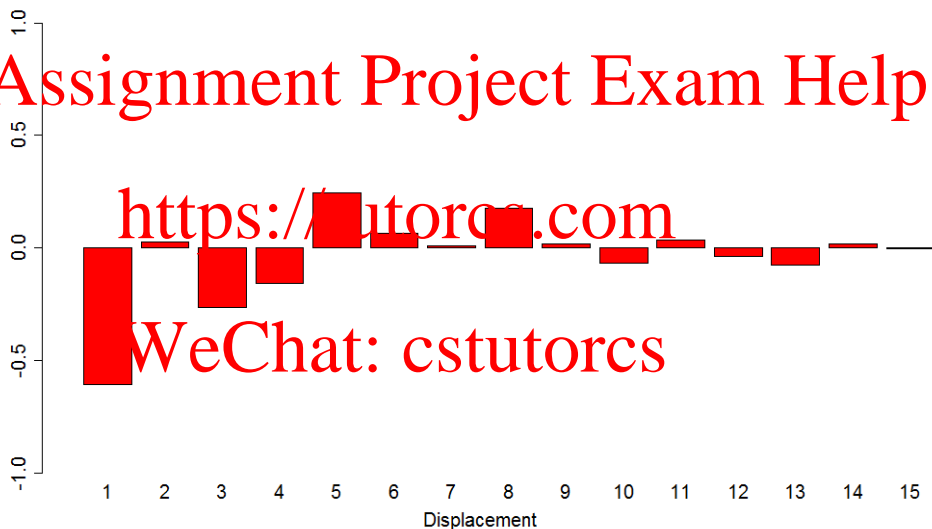 1.0
Assignment Project Exam Help
0.5
https://tutorcs.com
0.0
-0.5
WeChat: cstutorcs
-1.0
1 2 3 4 5 6 7 8 9 10 11 12 13 14 15
Displacement